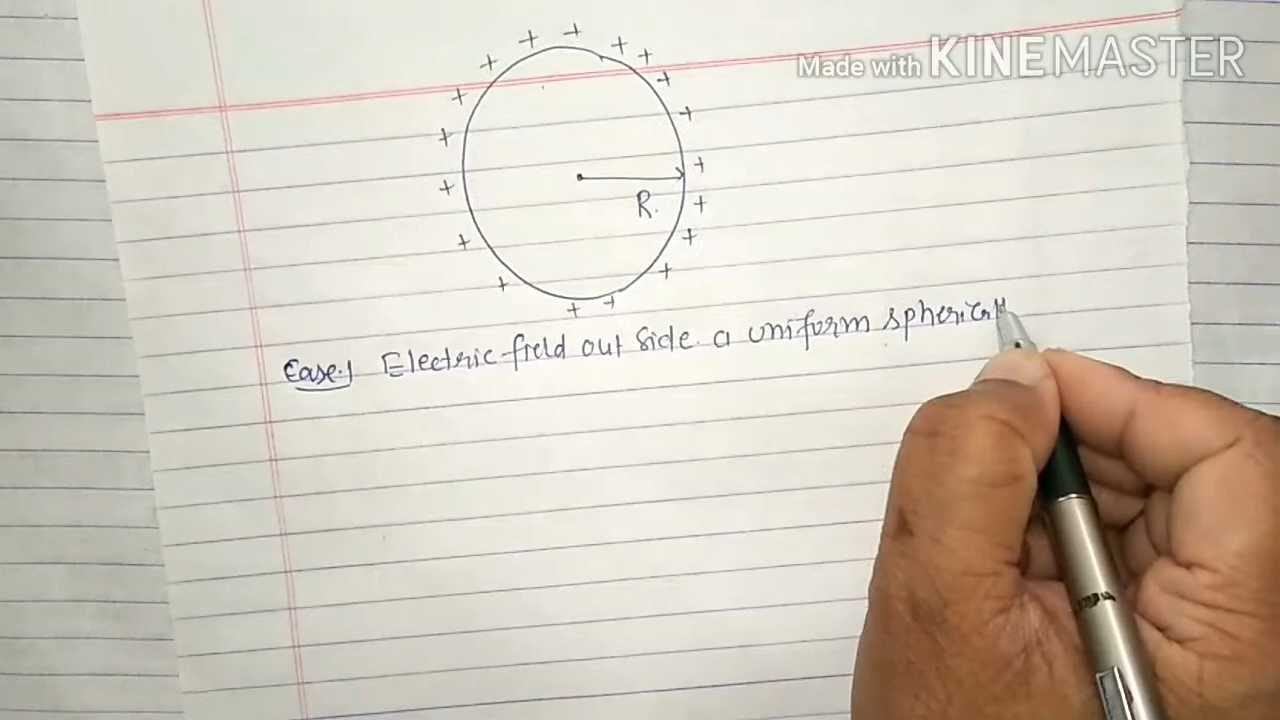 Made with KINEMASTER
R.
Case.1 Electric field out side. a uniform spherical